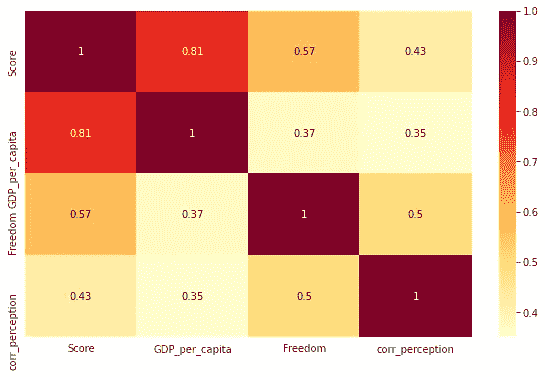 Score 1 0.81 0.57 0.43
GDP_per_capita 0.81 1 0.37 0.35
Freedom 0.57 0.37 1 0.5
corr_perception 0.43 0.35 0.5 1
Score GDP_per_capita Freedom corr_perception
1.0
0.9
0.8
0.7
0.6
0.5
0.4